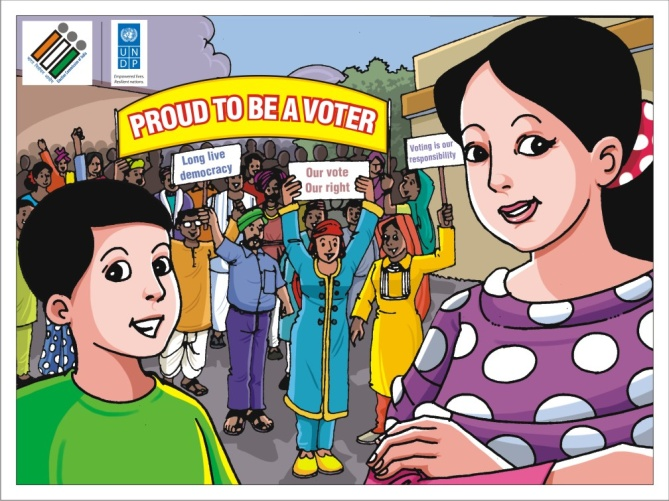 U N
D P
Empowered lives.
Resilient nations.
PROUD TO BE A VOTER
Long live
democracy
Our vote
Our right
Voting is our
responsibility